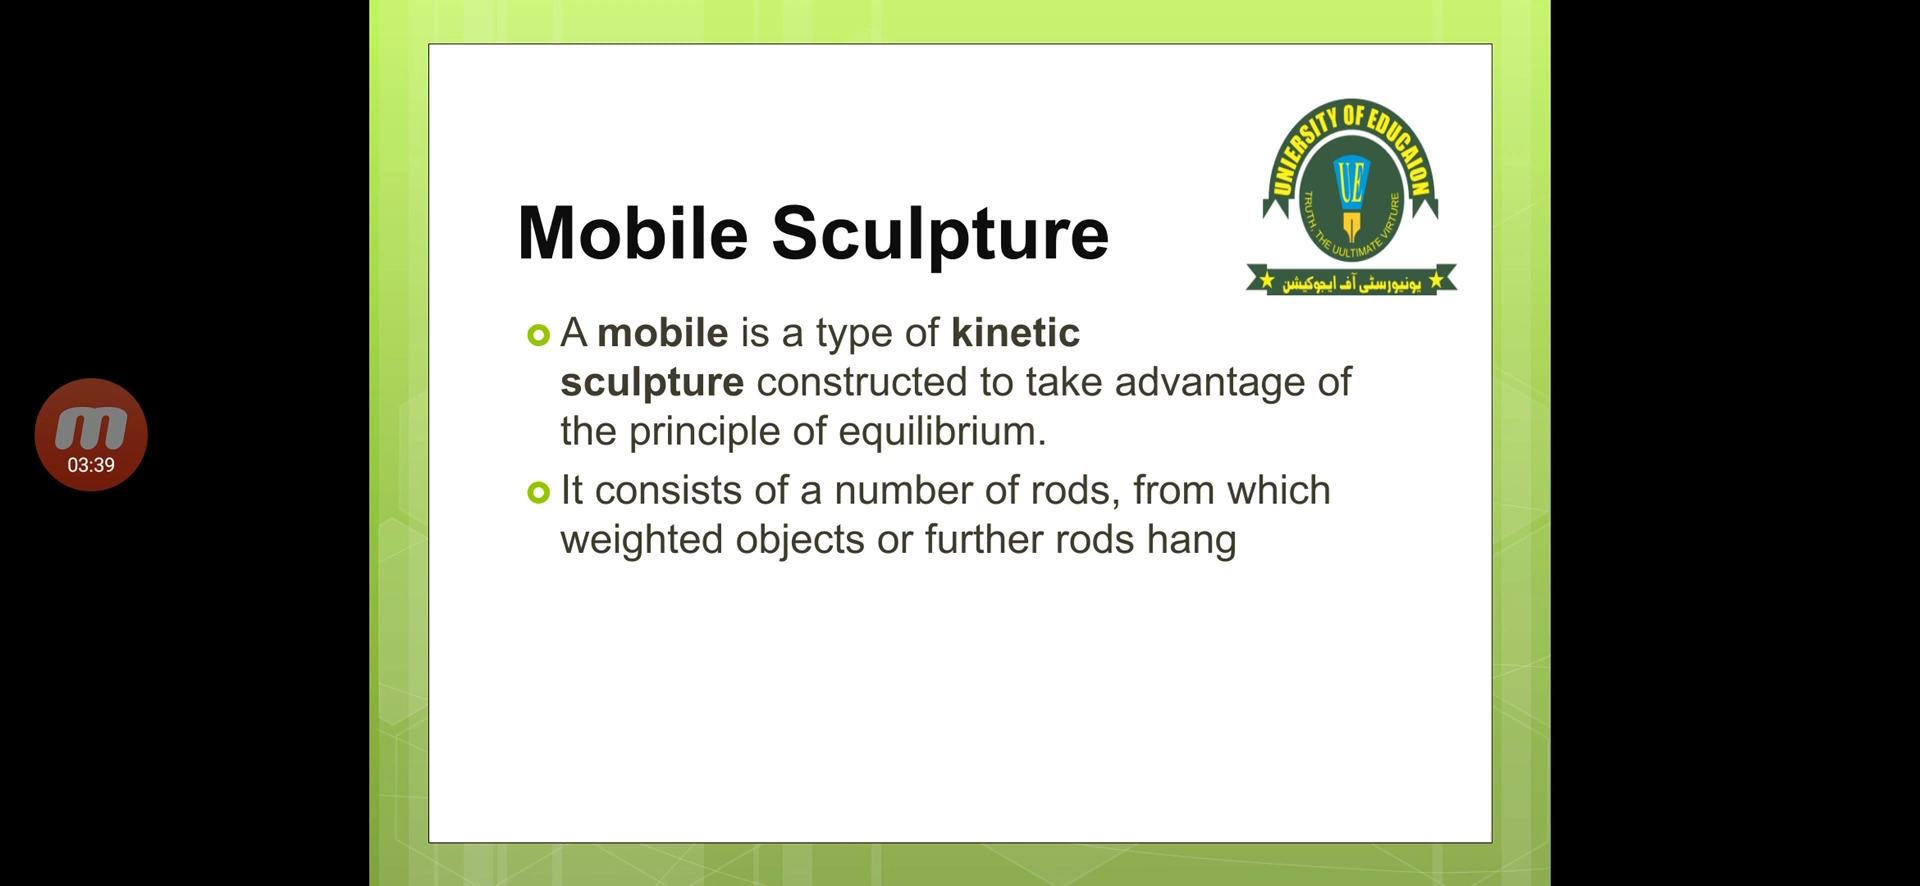 UNIERSITY OF EDUCAION
UE
TRUTH, THE UULTIMATE VIRTURE
یونیورسٹی آف ایجوکیشن
Mobile Sculpture
A mobile is a type of kinetic
sculpture constructed to take advantage of
the principle of equilibrium.
It consists of a number of rods, from which
weighted objects or further rods hang
m
03:39